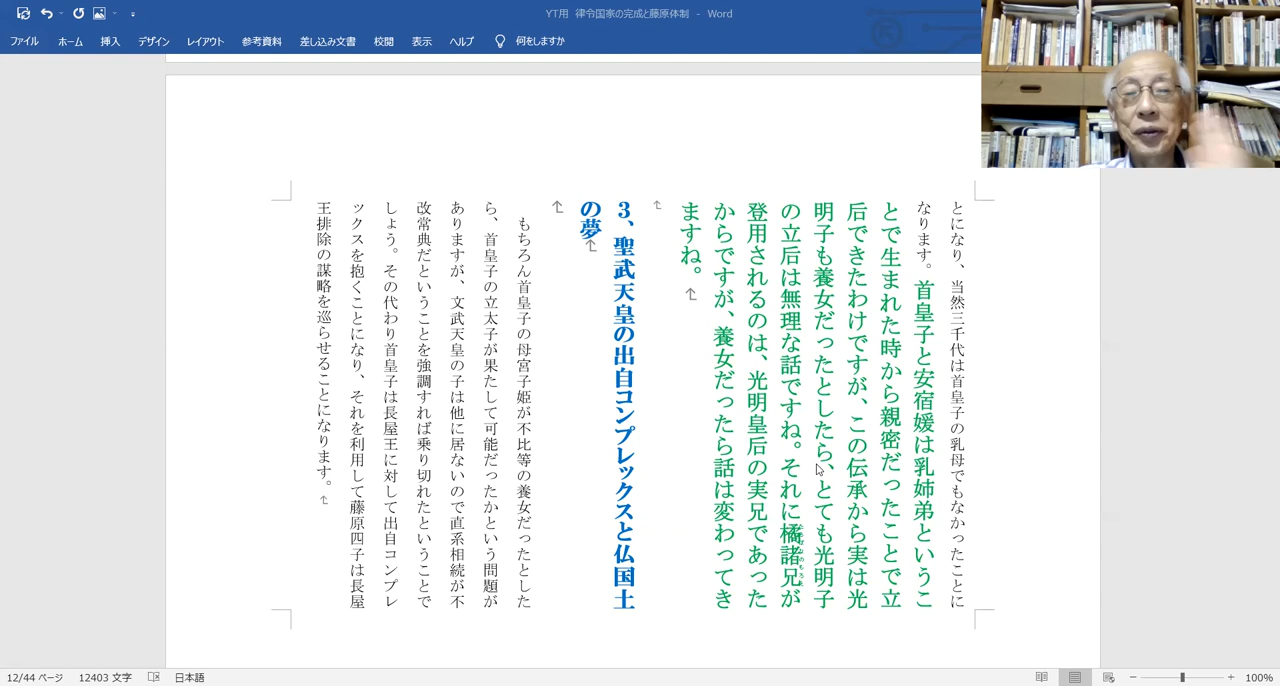 YT用 律令国家の完成と藤原体制 - Word
ファイル ホーム 挿入 デザイン レイアウト 参考資料 差し込み文書 校閲 表示 ヘルプ 何をしますか
とになり、当然三千代は首皇子の乳母でもなかったことに
なります。首皇子と安宿媛は乳姉弟というこ
とで生まれた時から親密だったことで立
后できたわけですが、この伝承から実は光
明子も養女だったとしたら、とても光明子
の立后は無理な話ですね。それに橘諸兄が
登用されるのは、光明皇后の実兄であった
からですが、養女だったら話は変わってき
ますね。
3、聖武天皇の出自コンプレックスと仏国土
の夢
もちろん首皇子の母宮子姫が不比等の養女だったとした
ら、首皇子の立太子が果たして可能だったかという問題が
ありますが、文武天皇の子は他に居ないので直系相続が不
改常典だということを強調すれば乗り切れたということで
しょう。その代わり首皇子は長屋王に対して出自コンプレ
ックスを抱くことになり、それを利用して藤原四子は長屋
王排除の謀略を巡らせることになります。
12/44 ページ 12403 文字 日本語 100%